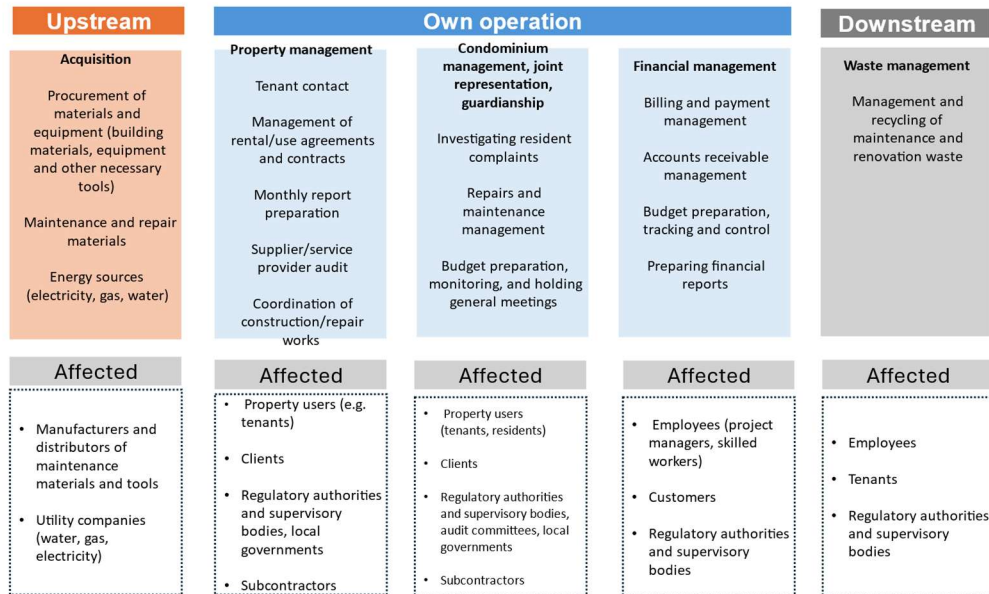 Upstream
Own operation
Downstream
Acquisition
Procurement of
materials and
equipment (building
materials, equipment
and other necessary
tools)
Maintenance and repair
materials
Energy sources
(electricity, gas, water)
Property management
Tenant contact
Management of
rental/use agreements
and contracts
Monthly report
preparation
Supplier/service
provider audit
Coordination of
construction/repair
works
Condominium
management, joint
representation,
guardianship
Investigating resident
complaints
Repairs and
maintenance
management
Budget preparation,
monitoring, and holding
general meetings
Financial management
Billing and payment
management
Accounts receivable
management
Budget preparation,
tracking and control
Preparing financial
reports
Waste management
Management and
recycling of
maintenance and
renovation waste
Affected
• Manufacturers and
distributors of
maintenance
materials and tools
• Utility companies
(water, gas,
electricity)
Affected
• Property users (e.g.
tenants)
• Clients
• Regulatory authorities
and supervisory
bodies, local
governments
• Subcontractors
Affected
• Property users
(tenants, residents)
• Clients
• Regulatory authorities
and supervisory bodies,
audit committees, local
governments
• Subcontractors
Affected
• Employees (project
managers, skilled
workers)
• Customers
• Regulatory authorities
and supervisory
bodies
Affected
• Employees
• Tenants
• Regulatory authorities
and supervisory
bodies